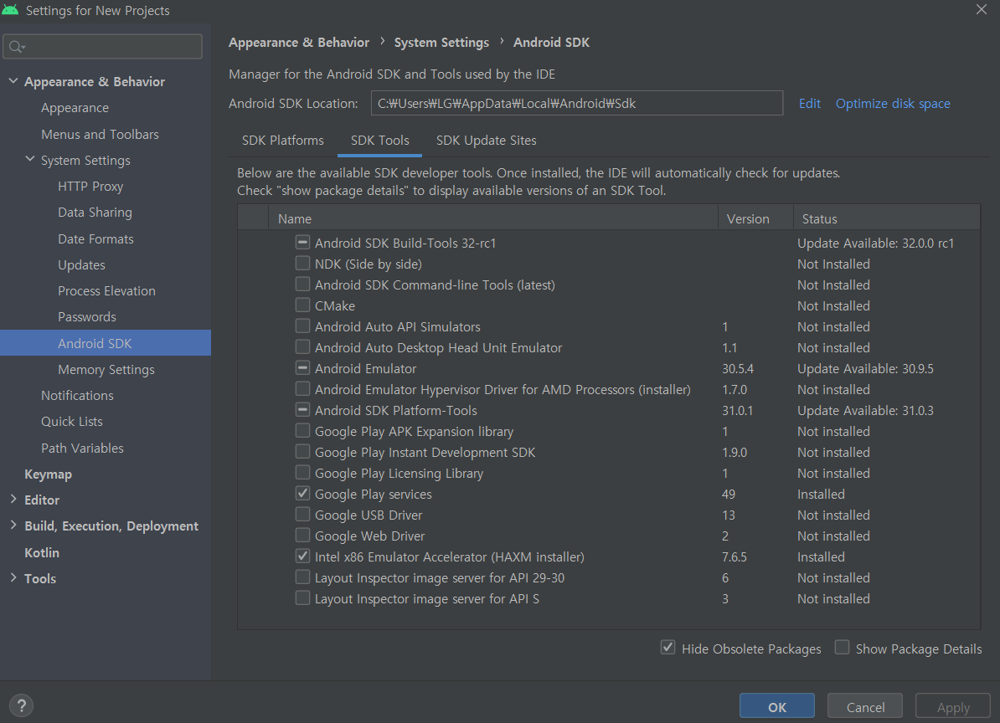 Settings for New Projects
Appearance & Behavior
Appearance
Menus and Toolbars
System Settings
HTTP Proxy
Data Sharing
Date Formats
Updates
Process Elevation
Passwords
Android SDK
Memory Settings
Notifications
Quick Lists
Path Variables
Keymap
Editor
Build, Execution, Deployment
Kotlin
Tools
Appearance & Behavior › System Settings › Android SDK
Manager for the Android SDK and Tools used by the IDE
Android SDK Location: C:₩Users₩LG₩AppData₩Local₩Android₩Sdk Edit Optimize disk space
SDK Platforms SDK Tools SDK Update Sites
Below are the available SDK developer tools. Once installed, the IDE will automatically check for updates.
Check "show package details" to display available versions of an SDK Tool.
Name Version Status
Android SDK Build-Tools 32-rc1 Update Available: 32.0.0 rc1
NDK (Side by side) Not Installed
Android SDK Command-line Tools (latest) Not Installed
CMake Not Installed
Android Auto API Simulators 1 Not installed
Android Auto Desktop Head Unit Emulator 1.1 Not installed
Android Emulator 30.5.4 Update Available: 30.9.5
Android Emulator Hypervisor Driver for AMD Processors (installer) 1.7.0 Not installed
Android SDK Platform-Tools 31.0.1 Update Available: 31.0.3
Google Play APK Expansion library 1 Not installed
Google Play Instant Development SDK 1.9.0 Not installed
Google Play Licensing Library 1 Not installed
Google Play services 49 Installed
Google USB Driver 13 Not installed
Google Web Driver 2 Not installed
Intel x86 Emulator Accelerator (HAXM installer) 7.6.5 Installed
Layout Inspector image server for API 29-30 6 Not installed
Layout Inspector image server for API S 3 Not installed
Hide Obsolete Packages Show Package Details
? OK Cancel Apply